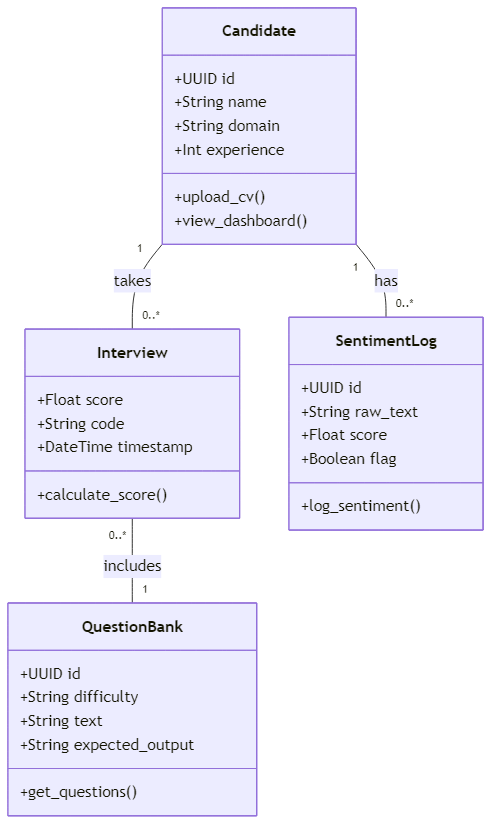 Candidate
+UUID id
+String name
+String domain
+Int experience
+upload_cv()
+view_dashboard()
1
1
takes
has
0..*
0..*
Interview
+Float score
+String code
+DateTime timestamp
+calculate_score()
SentimentLog
+UUID id
+String raw_text
+Float score
+Boolean flag
+log_sentiment()
0..*
includes
1
QuestionBank
+UUID id
+String difficulty
+String text
+String expected_output
+get_questions()